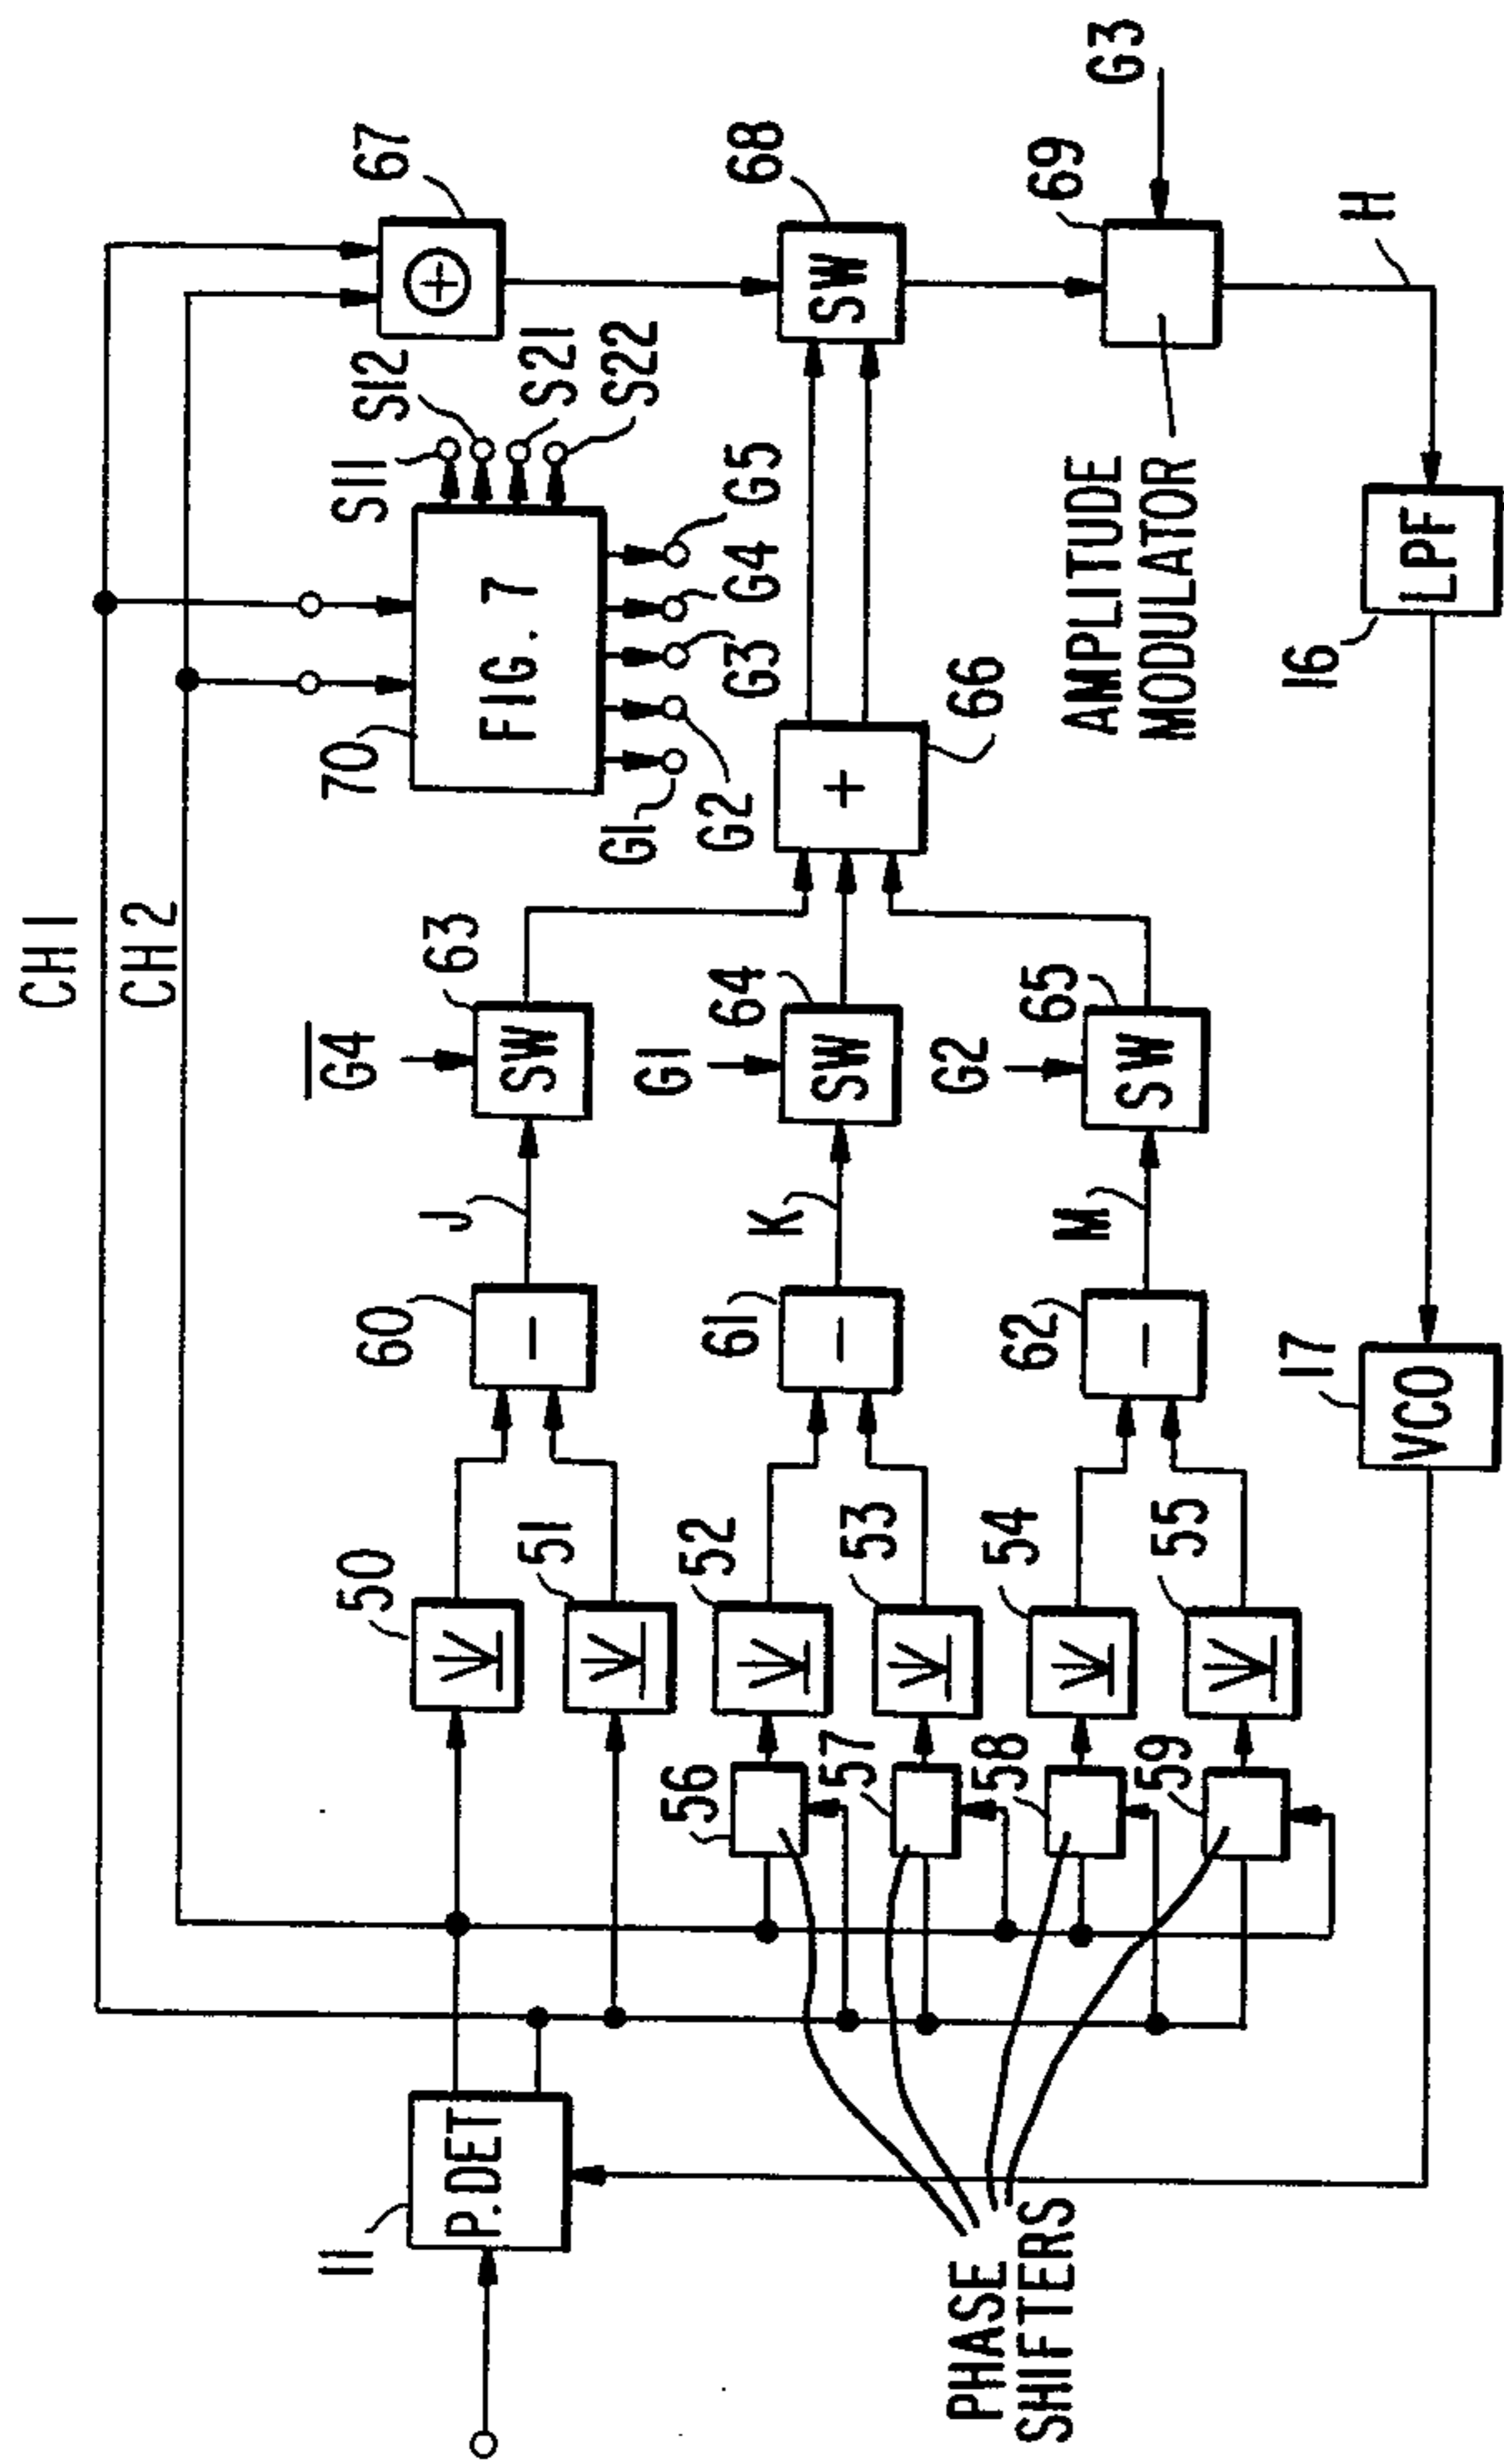 CH1
CH2
67
S11
S12
S21
S22
68
G3
70
FIG. 7
G1
G2
G3
G4
G5
SW
69
H
G4
63
SW
66
+
AMPLITUDE
MODULATOR
LPF
16
J
60
G1
64
SW
K
61
G2
65
SW
M
62
50
51
52
53
54
55
56
57
58
59
17
VCO
11
P.DET
PHASE
SHIFTERS